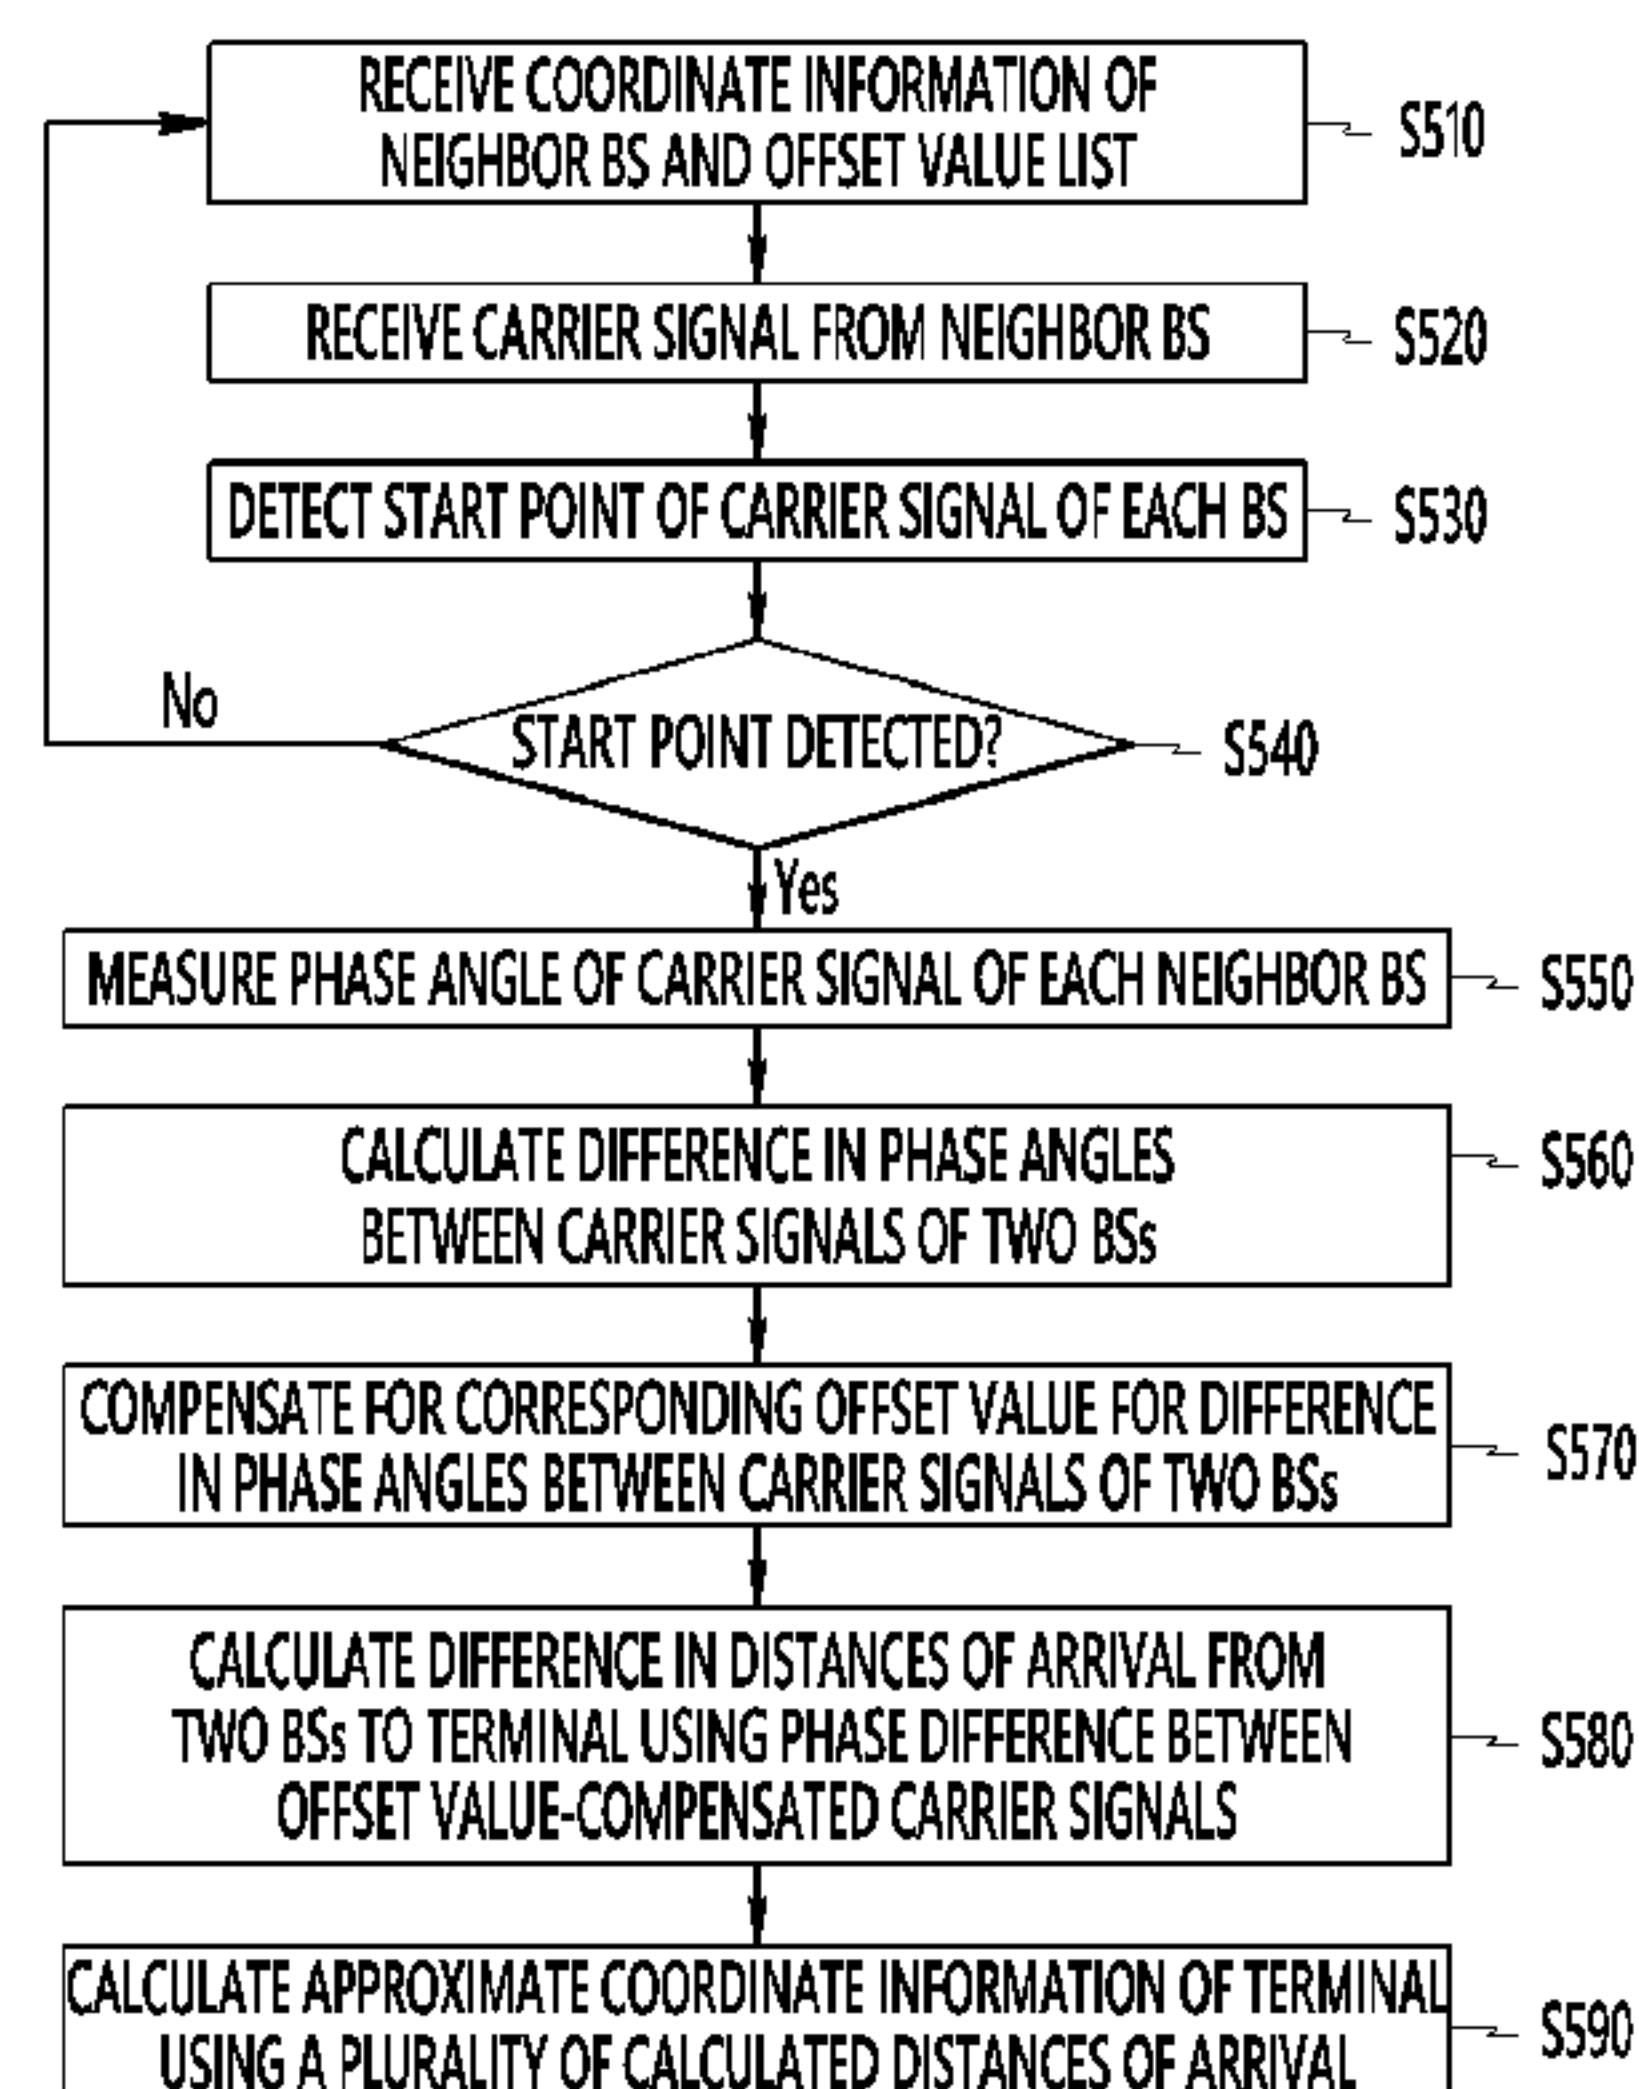 RECEIVE COORDINATE INFORMATION OF
NEIGHBOR BS AND OFFSET VALUE LIST
S510
RECEIVE CARRIER SIGNAL FROM NEIGHBOR BS
S520
DETECT START POINT OF CARRIER SIGNAL OF EACH BS
S530
No
START POINT DETECTED?
S540
Yes
MEASURE PHASE ANGLE OF CARRIER SIGNAL OF EACH NEIGHBOR BS
S550
CALCULATE DIFFERENCE IN PHASE ANGLES
BETWEEN CARRIER SIGNALS OF TWO BSs
S560
COMPENSATE FOR CORRESPONDING OFFSET VALUE FOR DIFFERENCE
IN PHASE ANGLES BETWEEN CARRIER SIGNALS OF TWO BSs
S570
CALCULATE DIFFERENCE IN DISTANCES OF ARRIVAL FROM
TWO BSs TO TERMINAL USING PHASE DIFFERENCE BETWEEN
OFFSET VALUE-COMPENSATED CARRIER SIGNALS
S580
CALCULATE APPROXIMATE COORDINATE INFORMATION OF TERMINAL
USING A PLURALITY OF CALCULATED DISTANCES OF ARRIVAL
S590